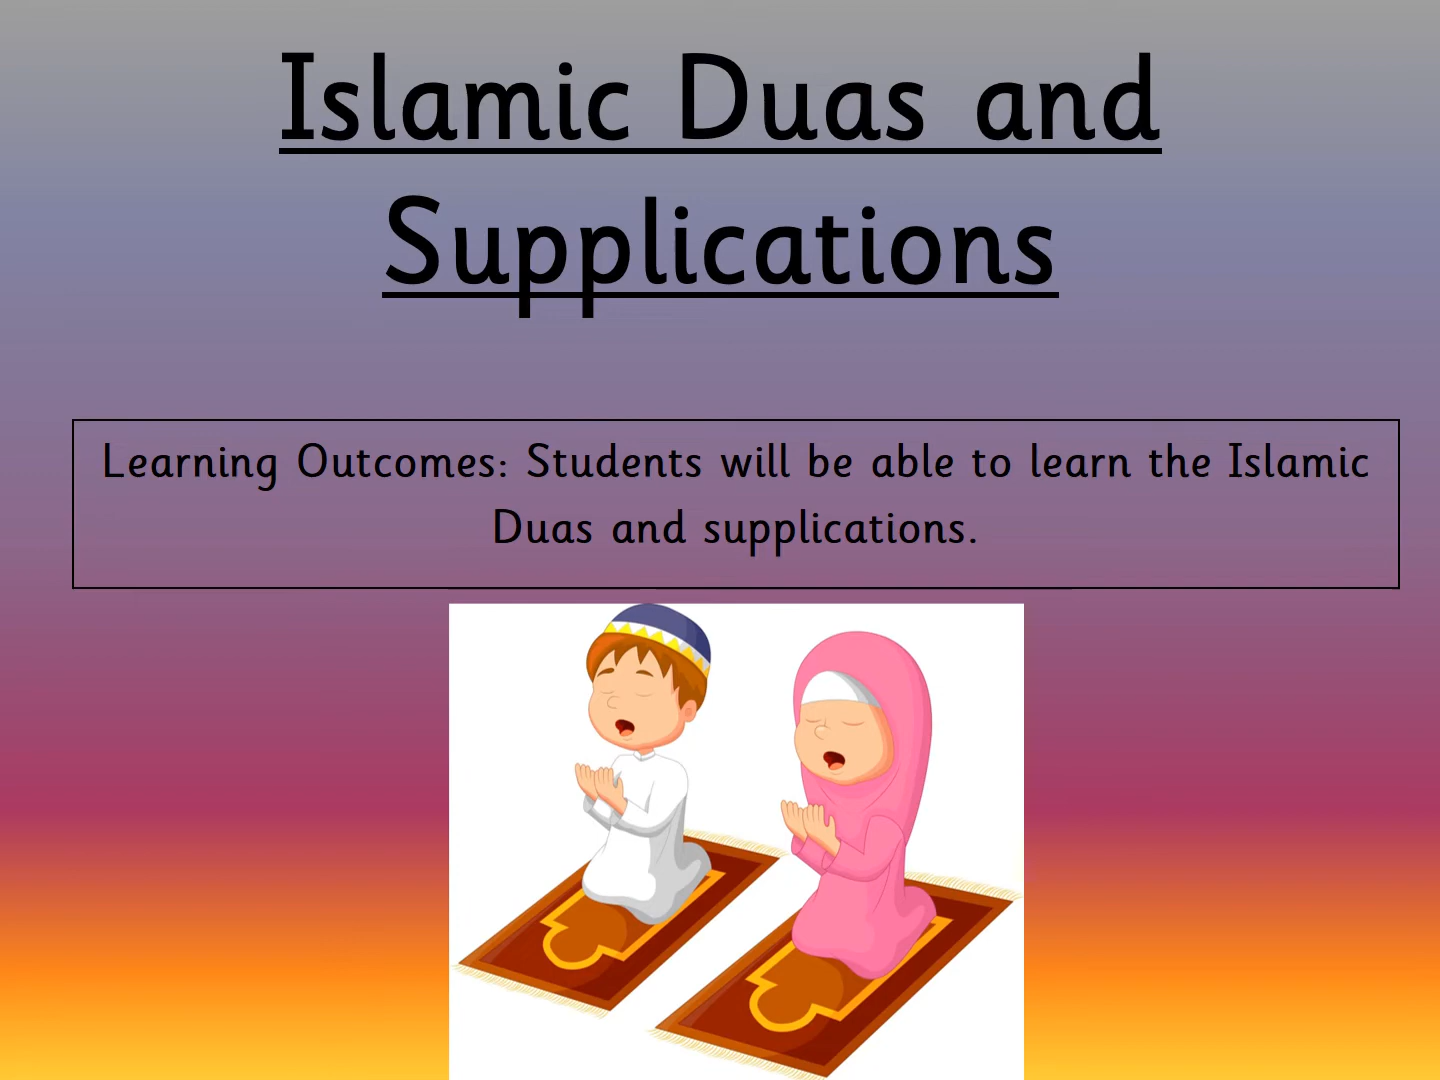 Islamic Duas and
Supplications
Learning Outcomes: Students will be able to learn the Islamic
Duas and supplications.